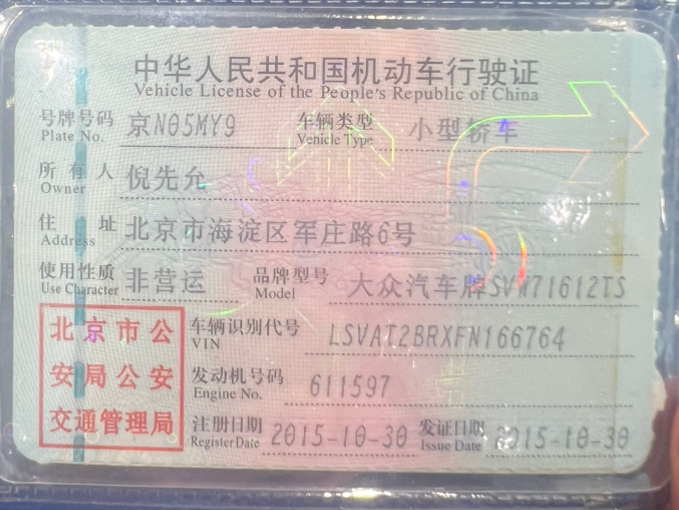 中华人民共和国机动车行驶证
Vehicle License of the People's Republic of China
号牌号码 京N05MY9 车辆类型 小型轿车
Plate No. Vehicle Type
所有人 倪先允
Owner
住址 北京市海淀区军庄路6号
Address
使用性质 非营运 品牌型号 大众汽车牌SVW71612TS
Use Character Model
北京市公
安局公安
交通管理局
车辆识别代号 LSVAT2BRXFN166764
VIN
发动机号码 611597
Engine No.
注册日期 2015-10-30 发证日期 2015-10-30
Register Date Issue Date